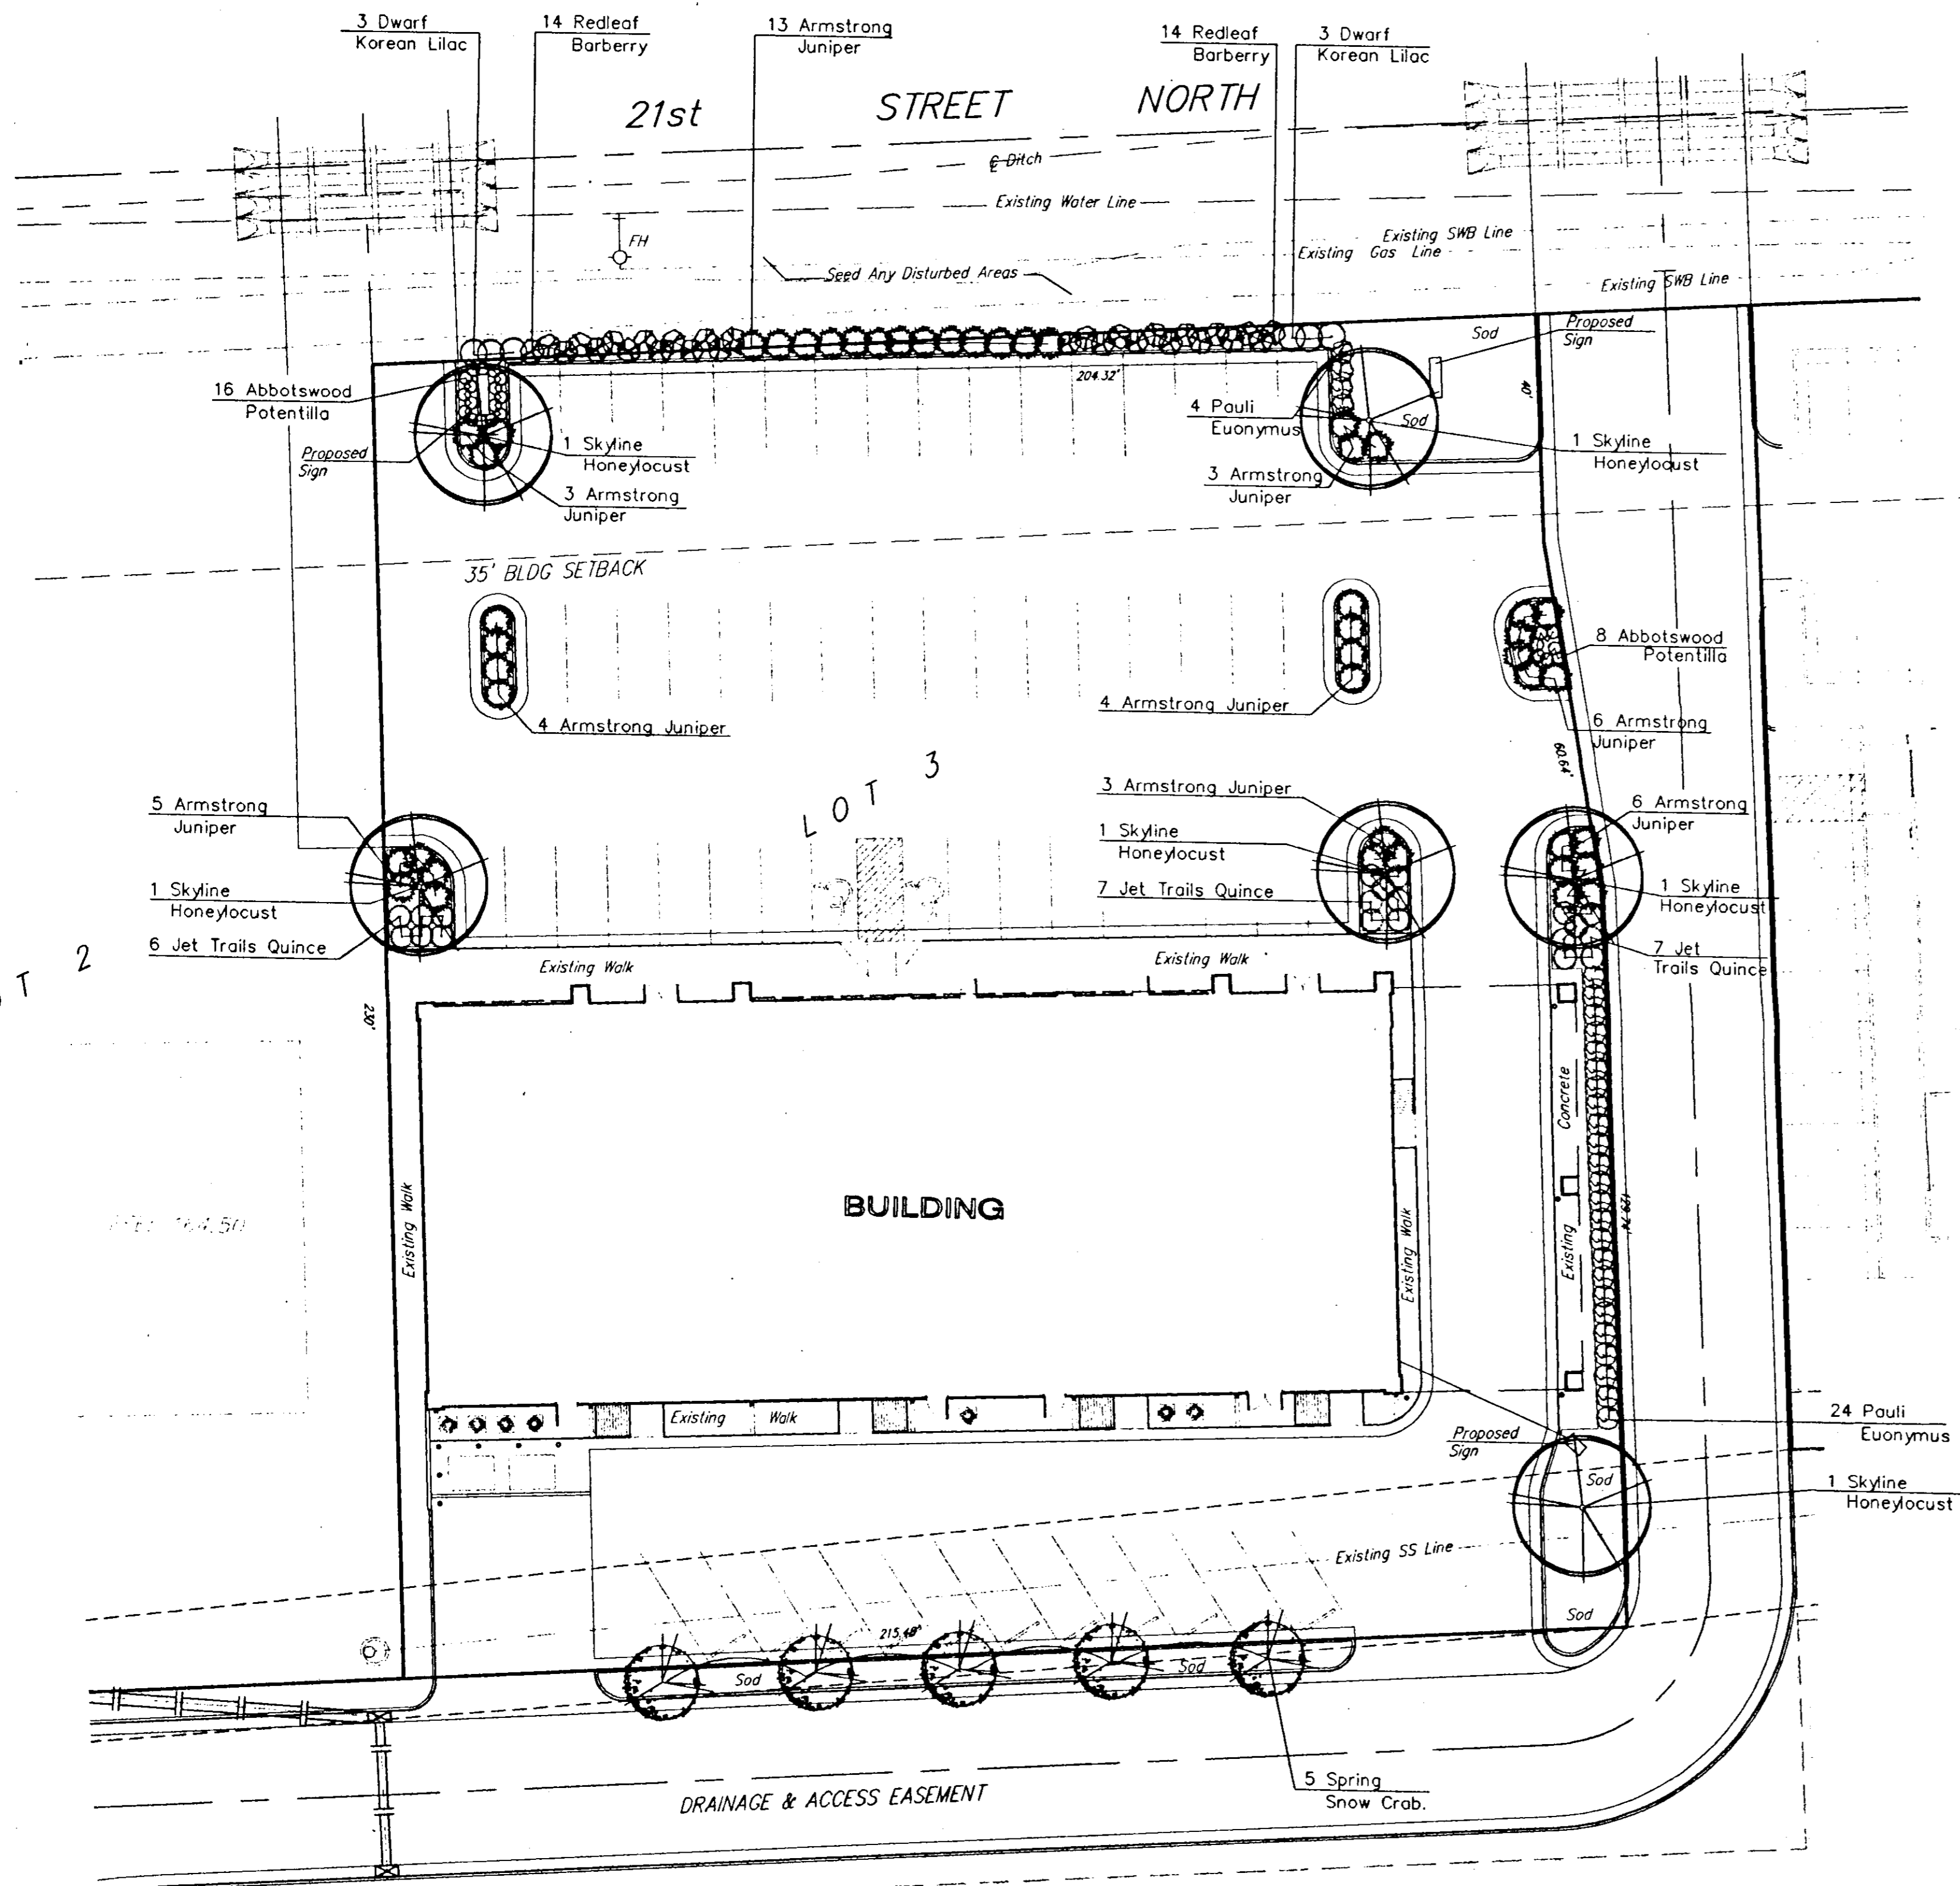 3 Dwarf
Korean Lilac
14 Redleaf
Barberry
13 Armstrong
Juniper
14 Redleaf
Barberry
3 Dwarf
Korean Lilac
21st STREET NORTH
℄ Ditch
Existing Water Line
FH
Existing SWB Line
Existing Gas Line
Seed Any Disturbed Areas
Existing SWB Line
Sod
Proposed
Sign
204.32'
40'
16 Abbotswood
Potentilla
4 Pauli
Euonymus
Sod
Proposed
Sign
1 Skyline
Honeylocust
1 Skyline
Honeylocust
3 Armstrong
Juniper
3 Armstrong
Juniper
35' BLDG SETBACK
8 Abbotswood
Potentilla
4 Armstrong Juniper
4 Armstrong Juniper
6 Armstrong
Juniper
60.64'
LOT 3
5 Armstrong
Juniper
3 Armstrong Juniper
6 Armstrong
Juniper
1 Skyline
Honeylocust
1 Skyline
Honeylocust
1 Skyline
Honeylocust
7 Jet Trails Quince
6 Jet Trails Quince
7 Jet
Trails Quince
T 2
Existing Walk
Existing Walk
230'
Existing Concrete
BUILDING
Existing Walk
Existing Walk
129.74'
Existing Walk
24 Pauli
Euonymus
Proposed
Sign
Sod
1 Skyline
Honeylocust
Existing SS Line
Sod
215.48'
Sod
Sod
5 Spring
Snow Crab.
DRAINAGE & ACCESS EASEMENT